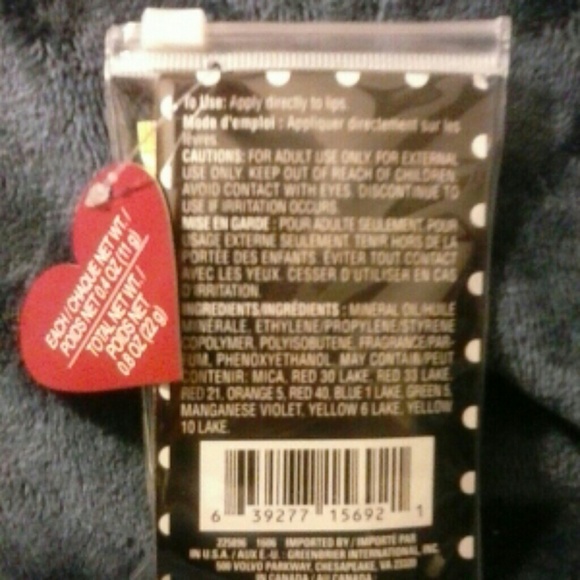 To Use: Apply directly to lips.
Mode d'emploi : Appliquer directement sur les
lèvres.
CAUTIONS: FOR ADULT USE ONLY. FOR EXTERNAL
USE ONLY. KEEP OUT OF REACH OF CHILDREN.
AVOID CONTACT WITH EYES. DISCONTINUE TO
USE IF IRRITATION OCCURS.
MISE EN GARDE : POUR ADULTE SEULEMENT. POUR
USAGE EXTERNE SEULEMENT. TENIR HORS DE LA
PORTÉE DES ENFANTS. ÉVITER TOUT CONTACT
AVEC LES YEUX. CESSER D'UTILISER EN CAS
D'IRRITATION.
INGREDIENTS/INGRÉDIENTS : MINERAL OIL/HUILE
MINÉRALE, ETHYLENE/PROPYLENE/STYRENE
COPOLYMER, POLYISOBUTENE, FRAGRANCE/PAR-
FUM, PHENOXYETHANOL. MAY CONTAIN/PEUT
CONTENIR: MICA, RED 30 LAKE, RED 33 LAKE,
RED 21, ORANGE 5, RED 40, BLUE 1 LAKE, GREEN 5,
MANGANESE VIOLET, YELLOW 6 LAKE, YELLOW
10 LAKE.
EACH / CHAQUE NET WT. /
POIDS NET 0.4 OZ (11 g)
TOTAL NET WT. /
POIDS NET
0.8 OZ (22 g)
6 39277 15692 1
225896 1606 IMPORTED BY / IMPORTÉ PAR
IN U.S.A. / AUX É.-U. : GREENBRIER INTERNATIONAL, INC.
500 VOLVO PARKWAY, CHESAPEAKE, VA 23320
IN CANADA / AU CANADA